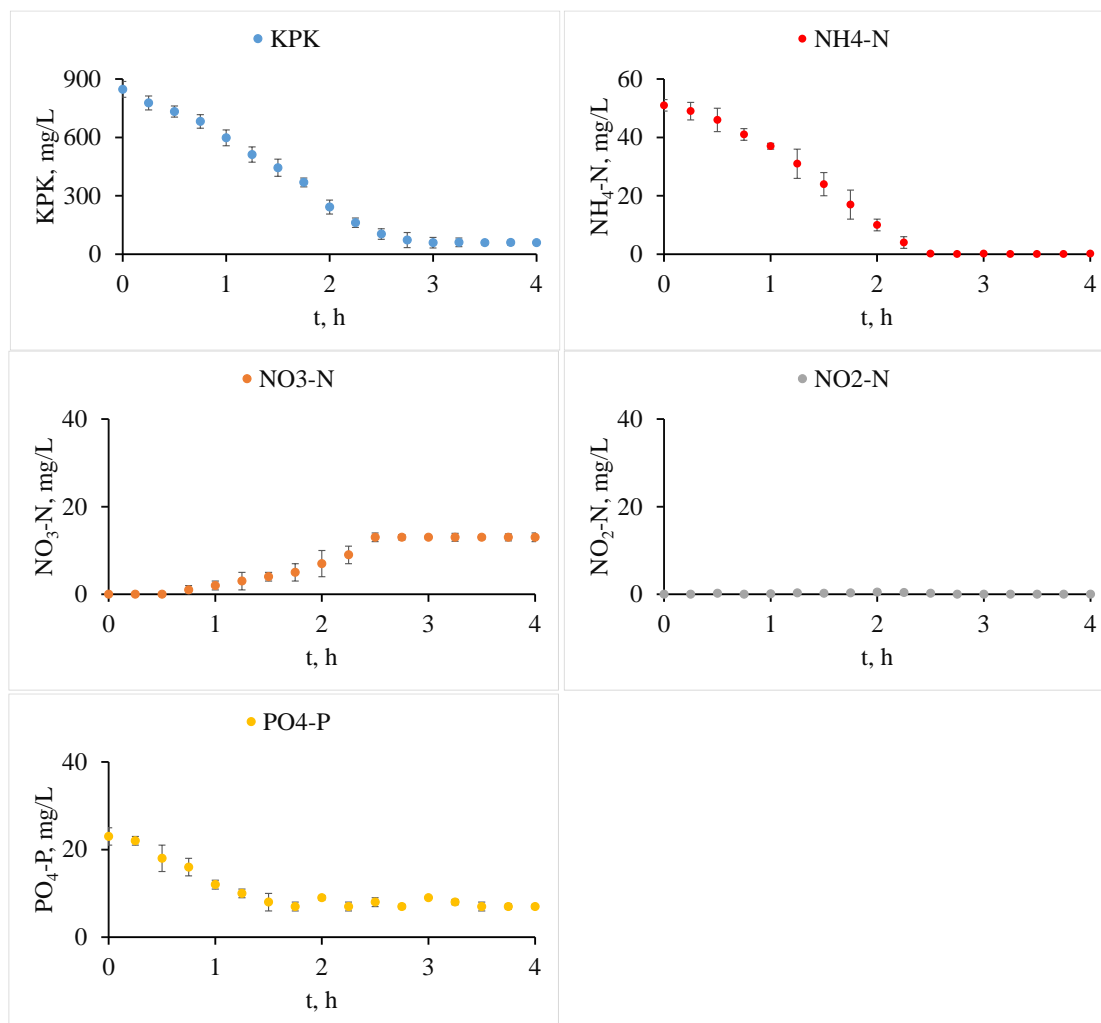 KPK
KPK, mg/L
900
600
300
0
0 1 2 3 4
t, h
NH4-N
NH₄-N, mg/L
60
40
20
0
0 1 2 3 4
t, h
NO3-N
NO₃-N, mg/L
40
20
0
0 1 2 3 4
t, h
NO2-N
NO₂-N, mg/L
40
20
0
0 1 2 3 4
t, h
PO4-P
PO₄-P, mg/L
40
20
0
0 1 2 3 4
t, h